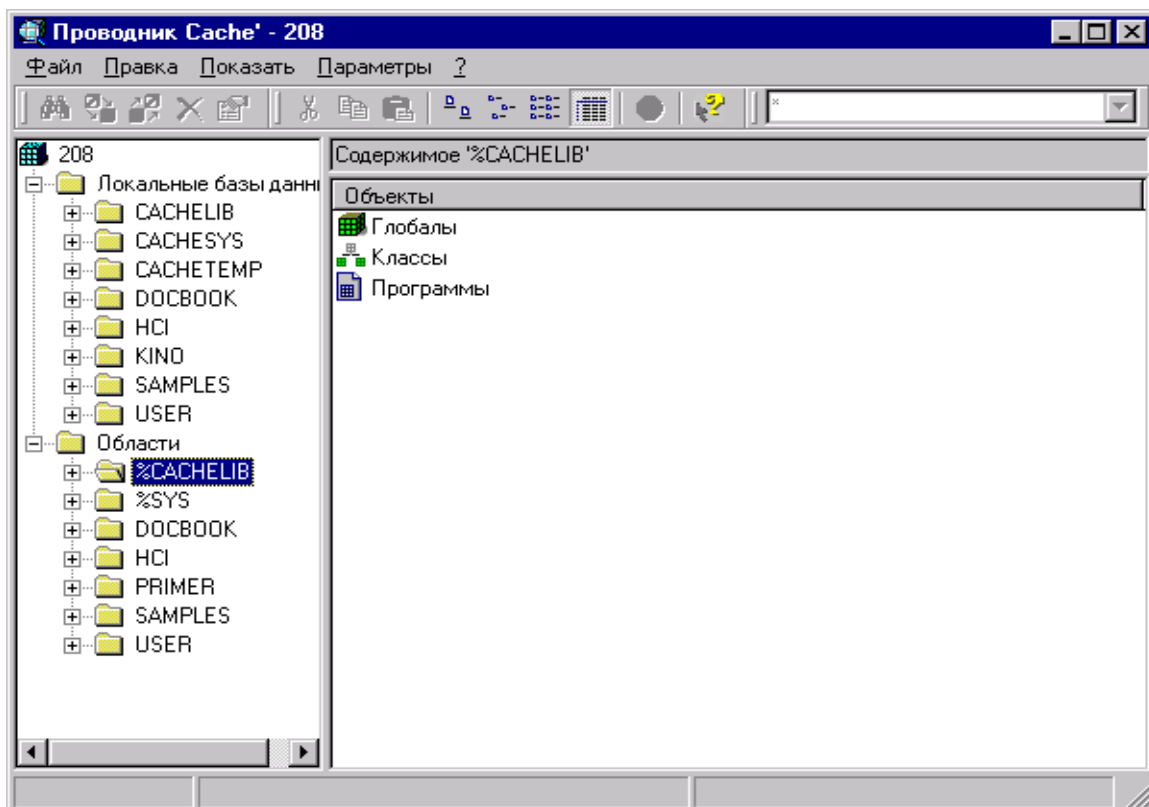 Проводник Cache' - 208
Файл Правка Показать Параметры ?
*
208
Локальные базы данн
CACHELIB
CACHESYS
CACHETEMP
DOCBOOK
HCI
KINO
SAMPLES
USER
Области
%CACHELIB
%SYS
DOCBOOK
HCI
PRIMER
SAMPLES
USER
Содержимое '%CACHELIB'
Объекты
Глобалы
Классы
Программы